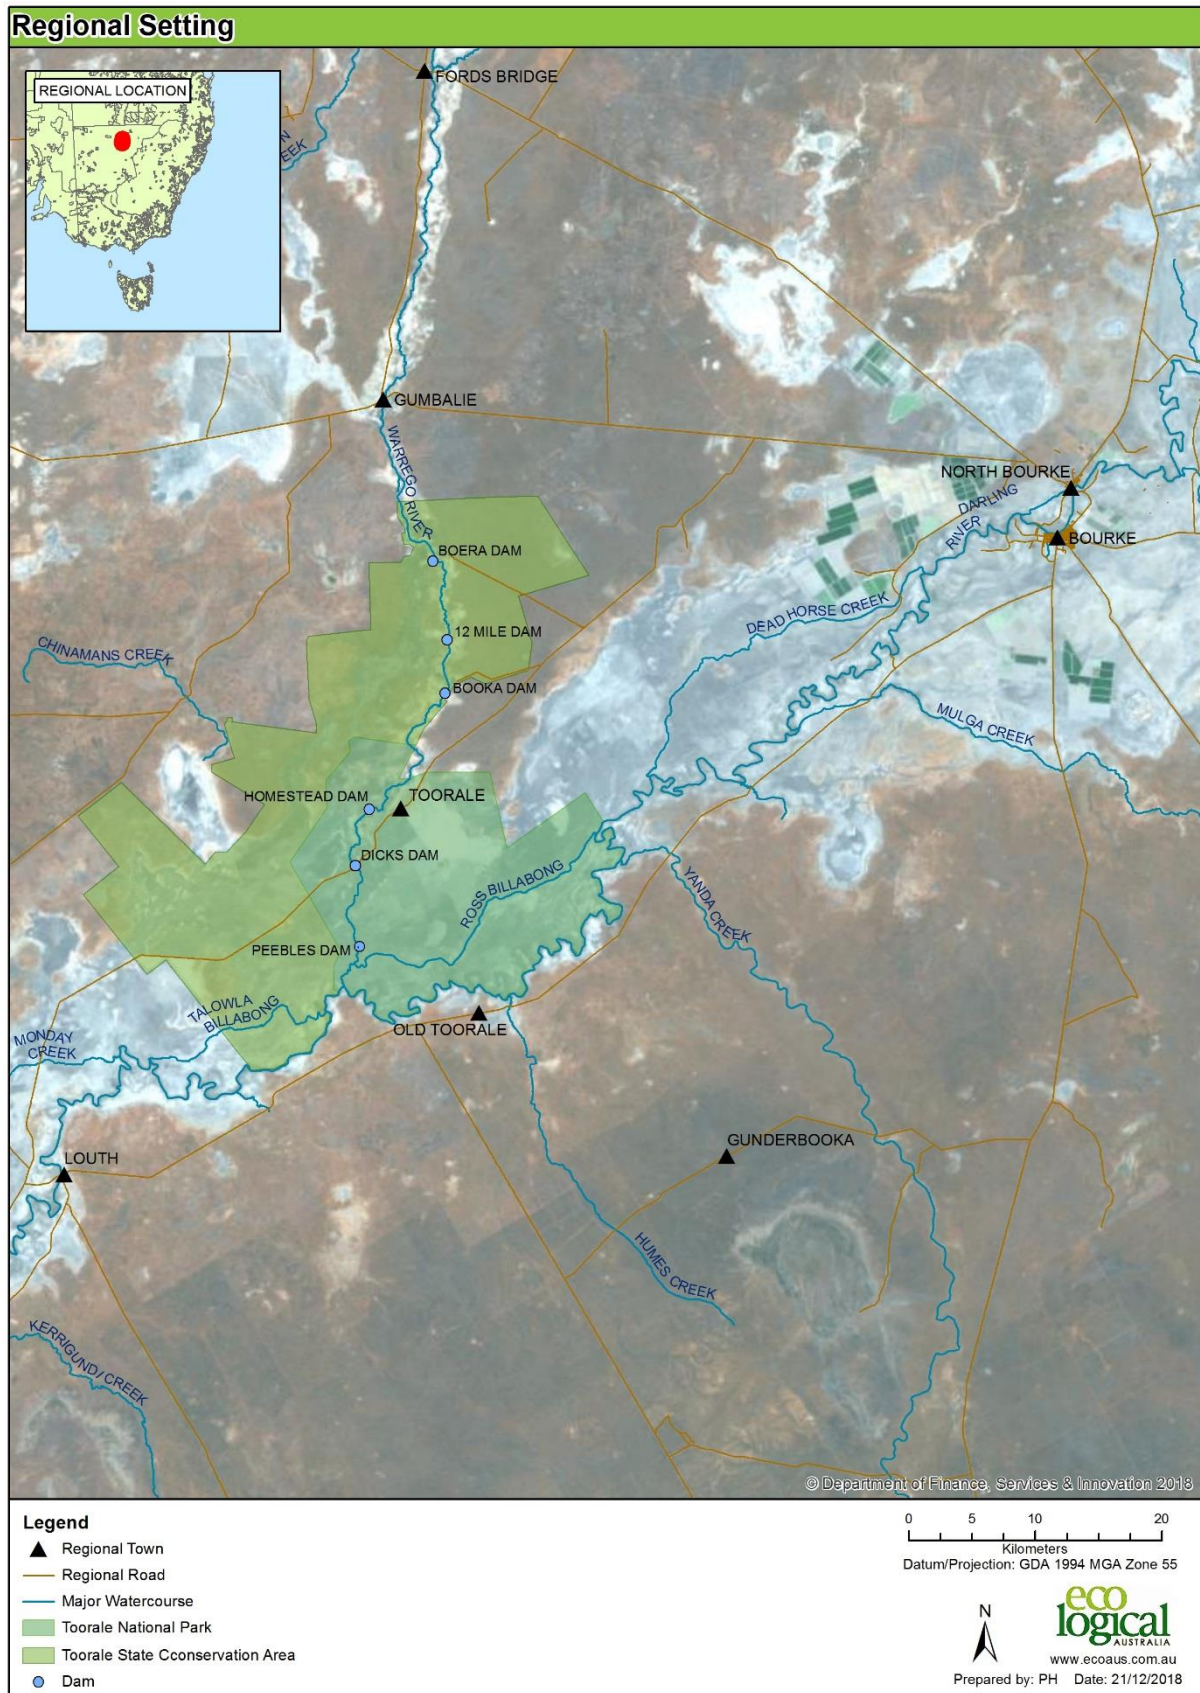 Regional Setting
REGIONAL LOCATION
FORDS BRIDGE
N
EEK
GUMBALIE
WARREGO RIVER
NORTH BOURKE
DARLING
RIVER
BOURKE
BOERA DAM
DEAD HORSE CREEK
12 MILE DAM
CHINAMANS CREEK
BOOKA DAM
MULGA CREEK
HOMESTEAD DAM
TOORALE
DICKS DAM
ROSS BILLABONG
YANDA CREEK
PEEBLES DAM
TALOWLA
BILLABONG
OLD TOORALE
MONDAY
CREEK
GUNDERBOOKA
LOUTH
HUMES CREEK
KERRIGUNDI CREEK
© Department of Finance, Services & Innovation 2018
Legend
Regional Town
Regional Road
Major Watercourse
Toorale National Park
Toorale State Cconservation Area
Dam
0 5 10 20
Kilometers
Datum/Projection: GDA 1994 MGA Zone 55
N
eco
logical
AUSTRALIA
www.ecoaus.com.au
Prepared by: PH Date: 21/12/2018